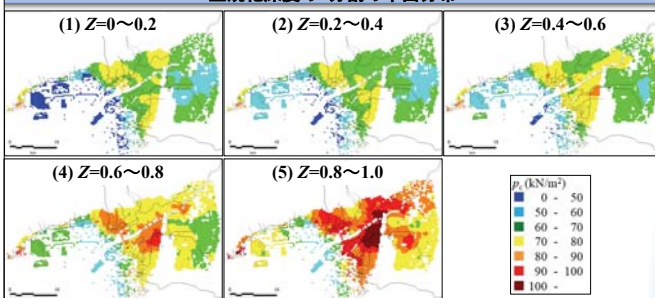 (1) Z=0～0.2
(2) Z=0.2～0.4
(3) Z=0.4～0.6
(4) Z=0.6～0.8
(5) Z=0.8～1.0
pc (kN/m²)
0 - 50
50 - 60
60 - 70
70 - 80
80 - 90
90 - 100
100 -